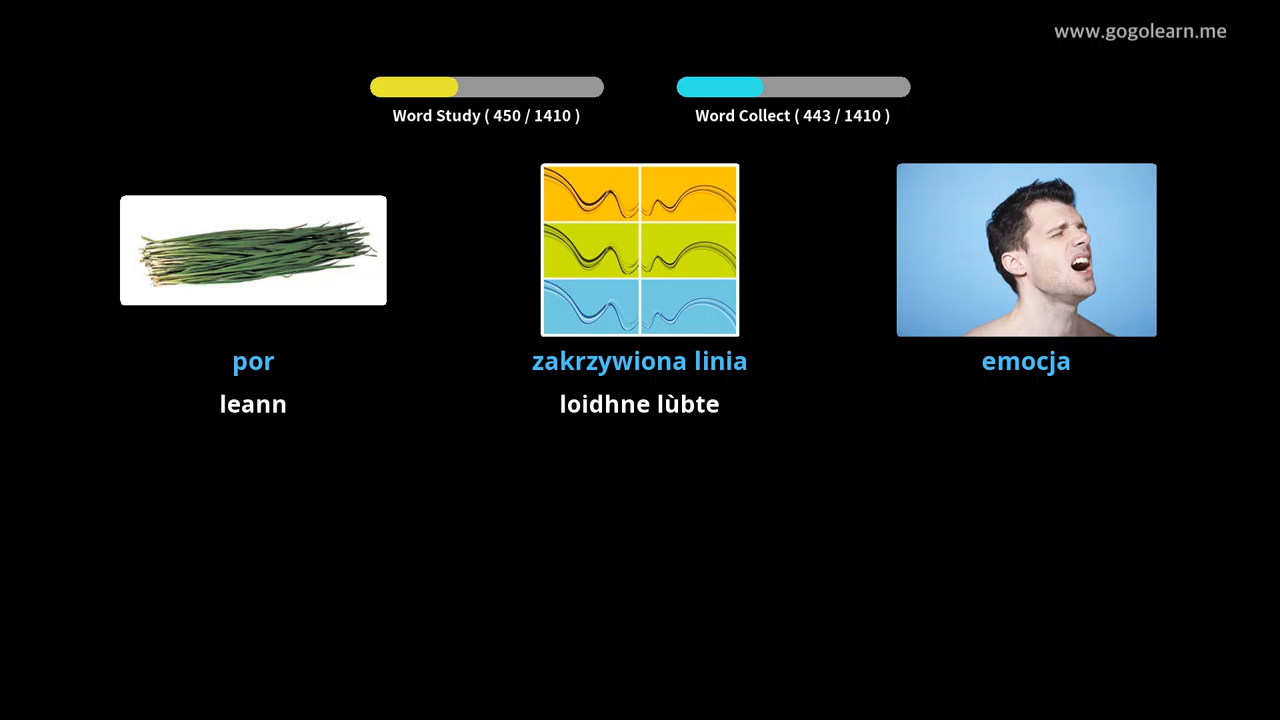 www.gogolearn.me
Word Study ( 450 / 1410 )
Word Collect ( 443 / 1410 )
por
zakrzywiona linia
emocja
leann
loidhne lùbte